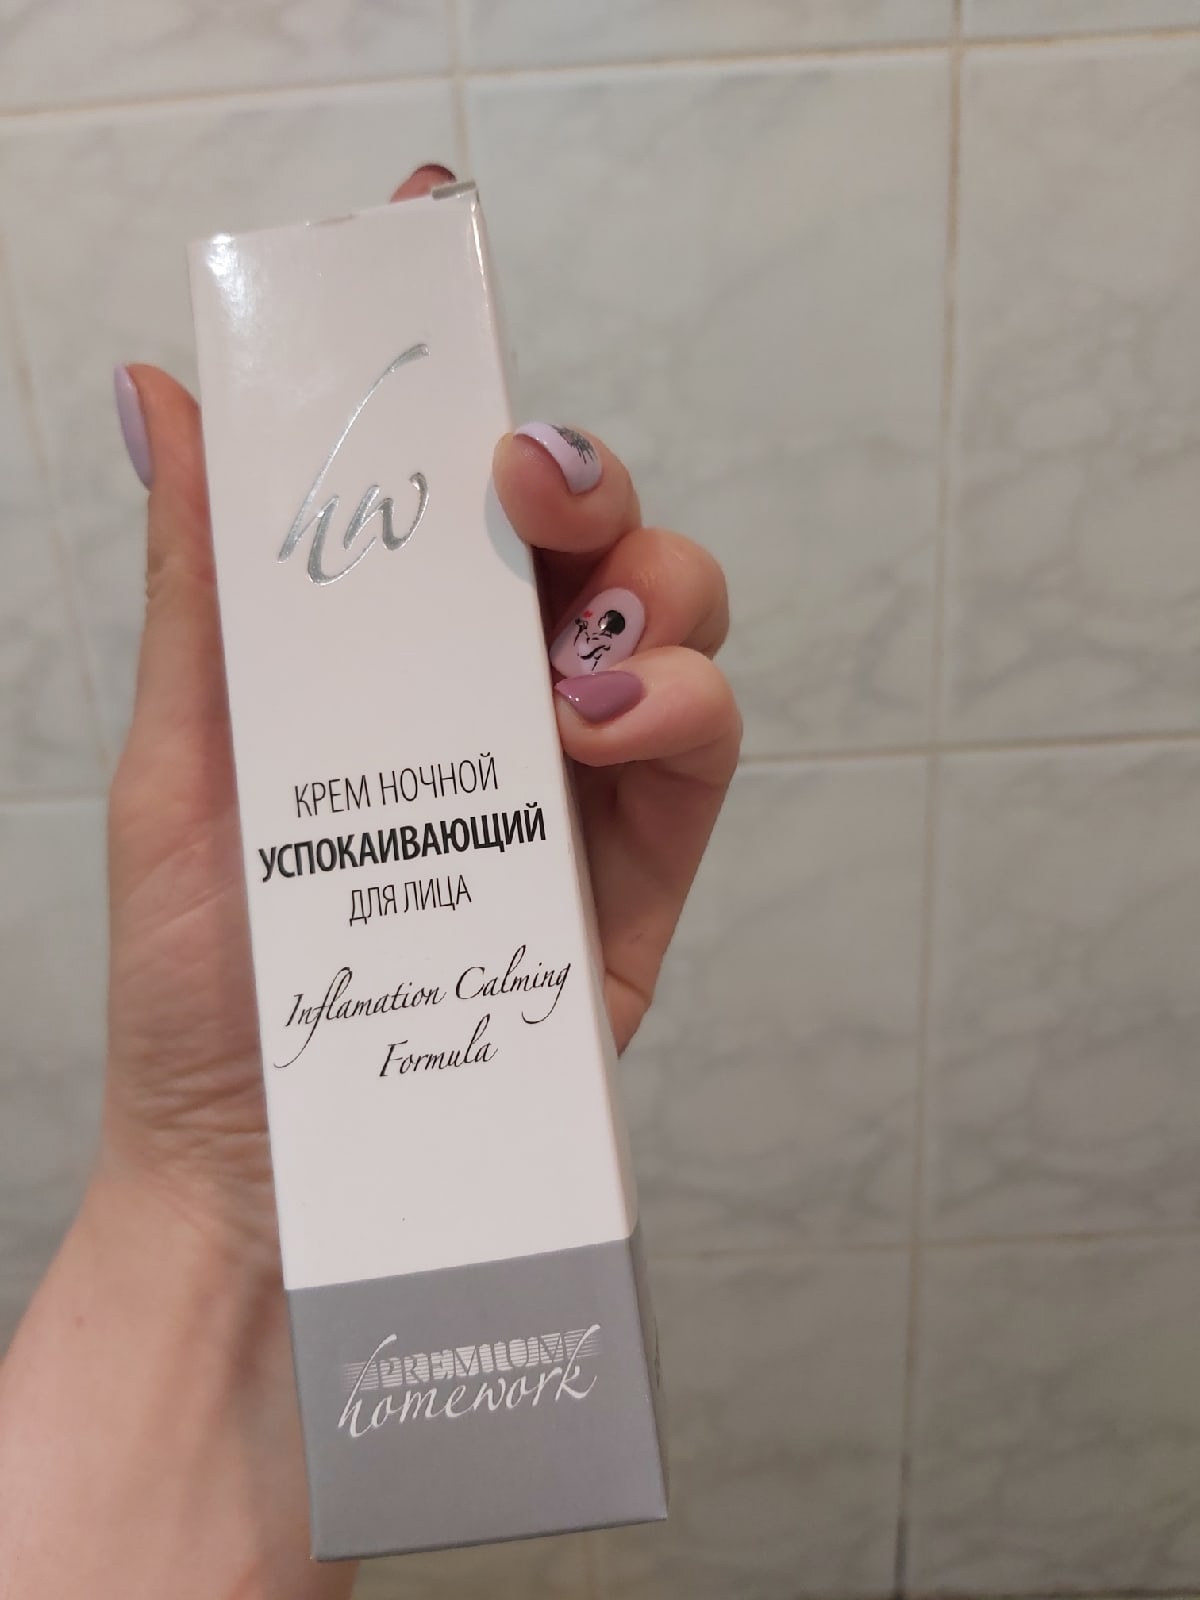 hw
КРЕМ НОЧНОЙ
УСПОКАИВАЮЩИЙ
ДЛЯ ЛИЦА
Inflamation Calming
Formula
PREMIUM
homework